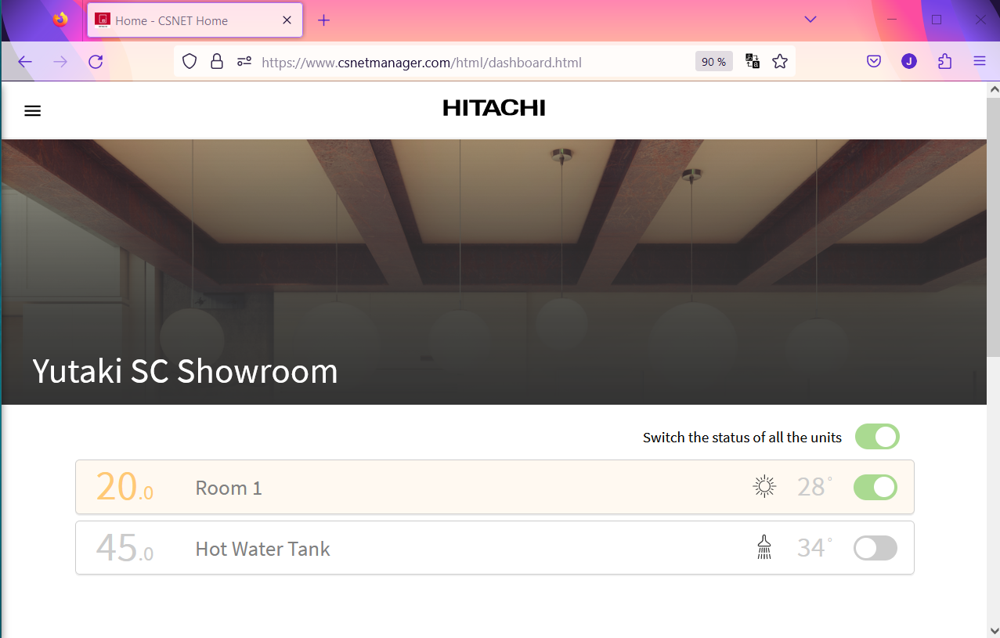 Home - CSNET Home
https://www.csnetmanager.com/html/dashboard.html
90 %
J
HITACHI
Yutaki SC Showroom
Switch the status of all the units
20.0 Room 1 28°
45.0 Hot Water Tank 34°